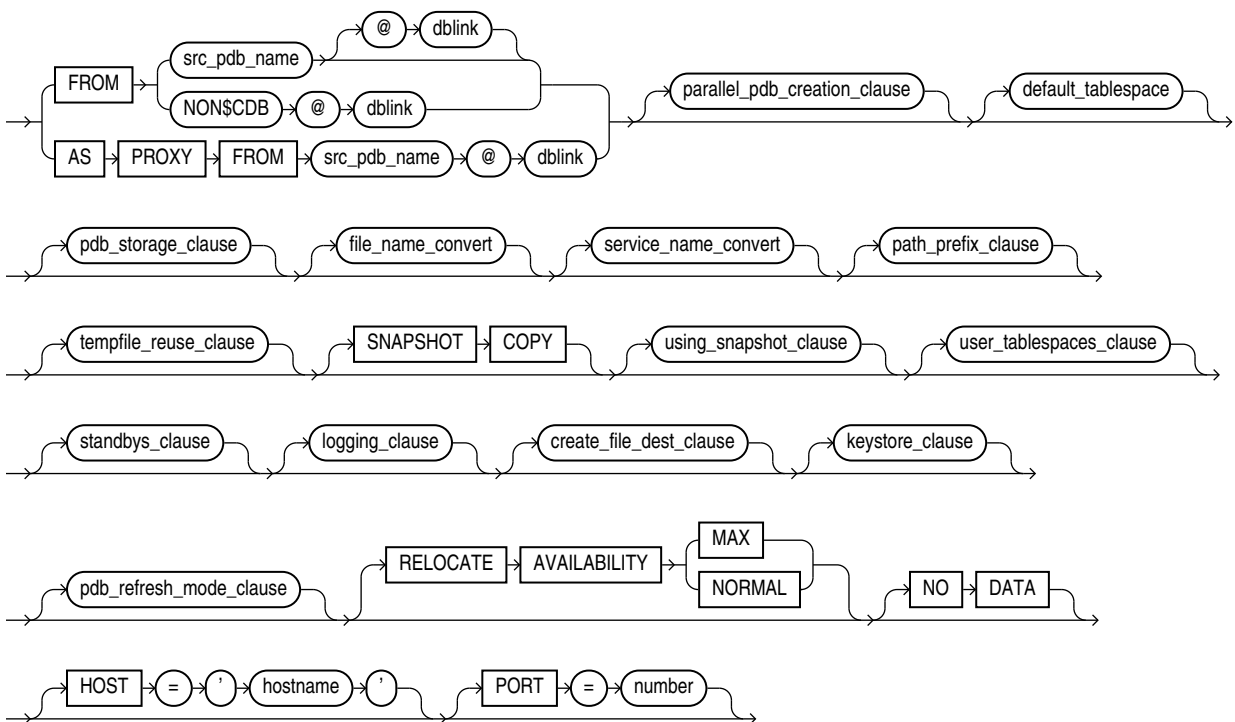 @ dblink
src_pdb_name
FROM
NON$CDB @ dblink
parallel_pdb_creation_clause default_tablespace
AS PROXY FROM src_pdb_name @ dblink
pdb_storage_clause file_name_convert service_name_convert path_prefix_clause
tempfile_reuse_clause SNAPSHOT COPY using_snapshot_clause user_tablespaces_clause
standbys_clause logging_clause create_file_dest_clause keystore_clause
MAX
pdb_refresh_mode_clause RELOCATE AVAILABILITY
NORMAL
NO DATA
HOST = ' hostname ' PORT = number